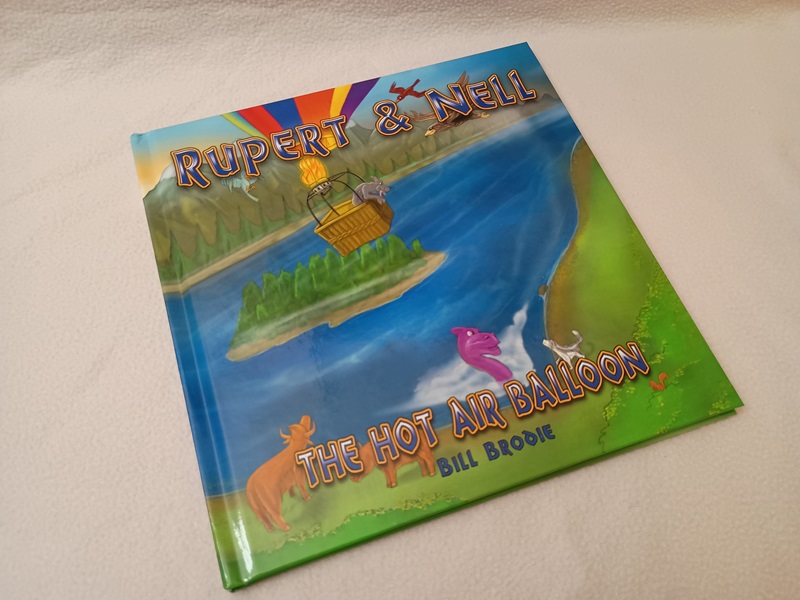 RUPERT & NELL
THE HOT AIR BALLOON
BILL BRODIE